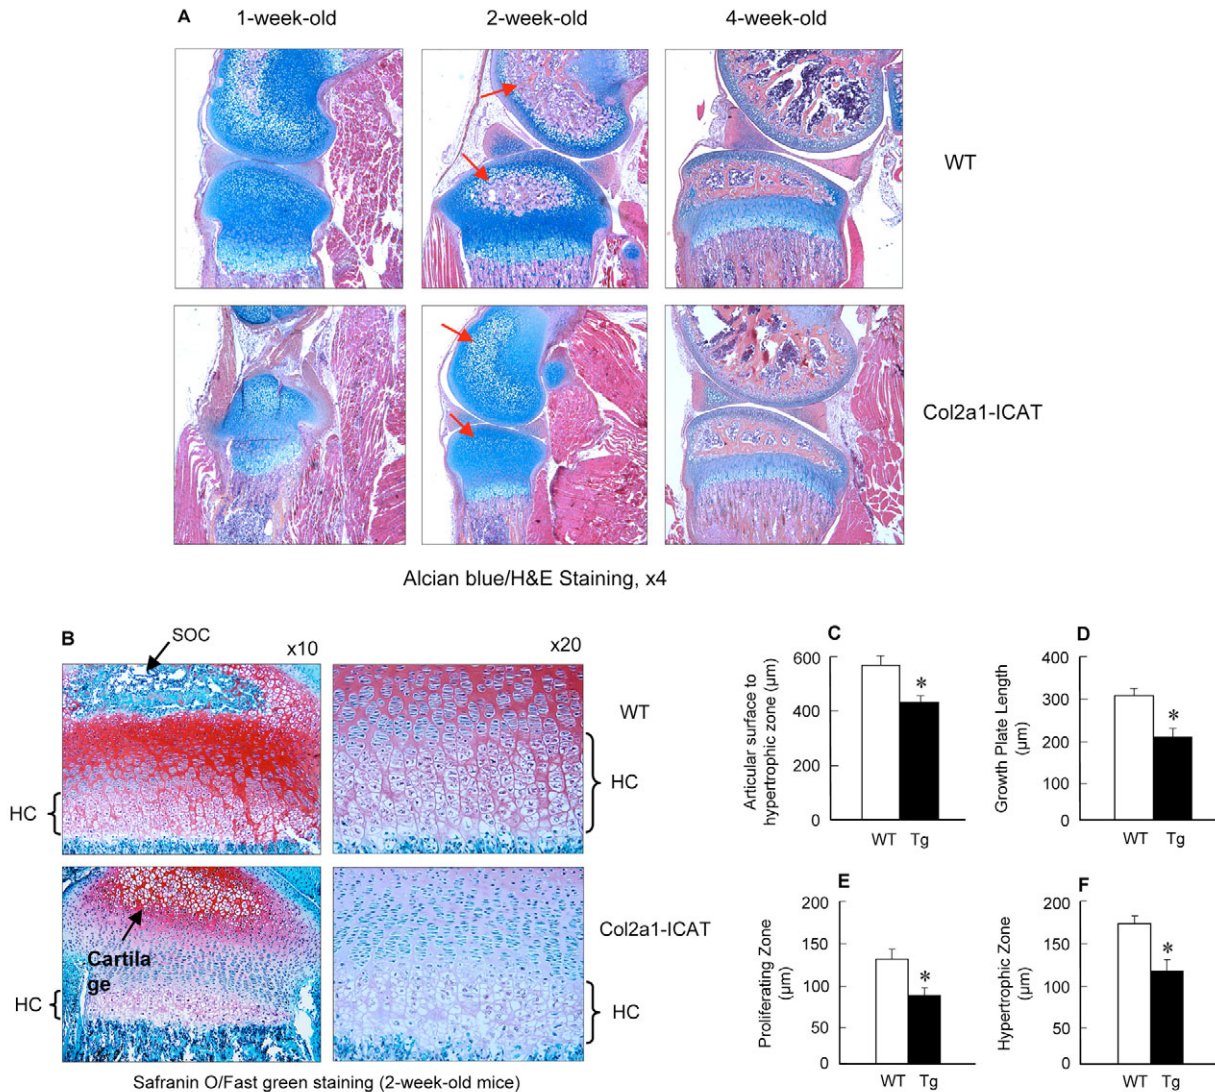 A
1-week-old
2-week-old
4-week-old
WT
Col2a1-ICAT
Alcian blue/H&E Staining, x4
B
SOC
x10
x20
WT
HC
HC
Col2a1-ICAT
Cartila
ge
HC
HC
Safranin O/Fast green staining (2-week-old mice)
C
Articular surface to
hypertrophic zone (μm)
600
400
200
0
*
WT Tg
D
Growth Plate Length
(μm)
400
300
200
100
0
*
WT Tg
E
Proliferating Zone
(μm)
200
150
100
50
0
*
WT Tg
F
Hypertrophic Zone
(μm)
200
150
100
50
0
*
WT Tg